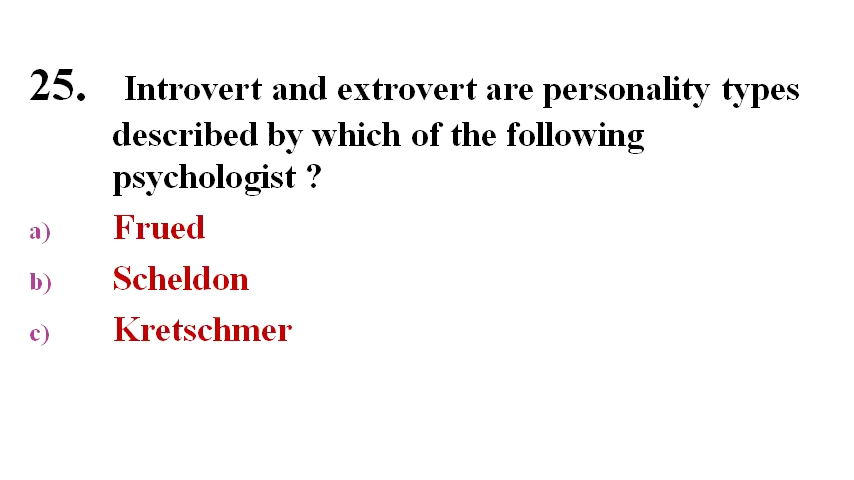 25. Introvert and extrovert are personality types
described by which of the following
psychologist ?
a) Frued
b) Scheldon
c) Kretschmer